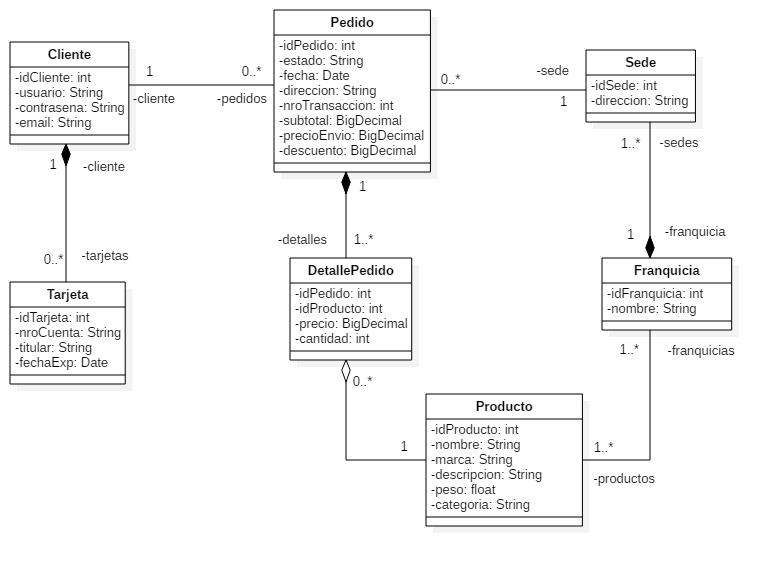 Pedido
-idPedido: int
-estado: String
-fecha: Date
-direccion: String
-nroTransaccion: int
-subtotal: BigDecimal
-precioEnvio: BigDecimal
-descuento: BigDecimal
Cliente
-idCliente: int
-usuario: String
-contrasena: String
-email: String
1
0..*
-cliente
-pedidos
Sede
-idSede: int
-direccion: String
-sede
0..*
1
1
-cliente
0..*
-tarjetas
Tarjeta
-idTarjeta: int
-nroCuenta: String
-titular: String
-fechaExp: Date
1
-detalles
1..*
DetallePedido
-idPedido: int
-idProducto: int
-precio: BigDecimal
-cantidad: int
1..*
-sedes
1
-franquicia
Franquicia
-idFranquicia: int
-nombre: String
1..*
-franquicias
0..*
1
Producto
-idProducto: int
-nombre: String
-marca: String
-descripcion: String
-peso: float
-categoria: String
1..*
-productos